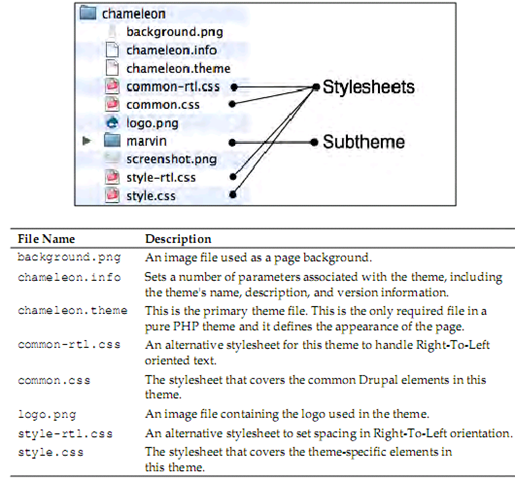 chameleon
background.png
chameleon.info
chameleon.theme
common-rtl.css
Stylesheets
common.css
logo.png
marvin
Subtheme
screenshot.png
style-rtl.css
style.css
File Name Description
background.png An image file used as a page background.
chameleon.info Sets a number of parameters associated with the theme, including
the theme's name, description, and version information.
chameleon.theme This is the primary theme file. This is the only required file in a
pure PHP theme and it defines the appearance of the page.
common-rtl.css An alternative stylesheet for this theme to handle Right-To-Left
oriented text.
common.css The stylesheet that covers the common Drupal elements in this
theme.
logo.png An image file containing the logo used in the theme.
style-rtl.css An alternative stylesheet to set spacing in Right-To-Left orientation.
style.css The stylesheet that covers the theme-specific elements in
this theme.